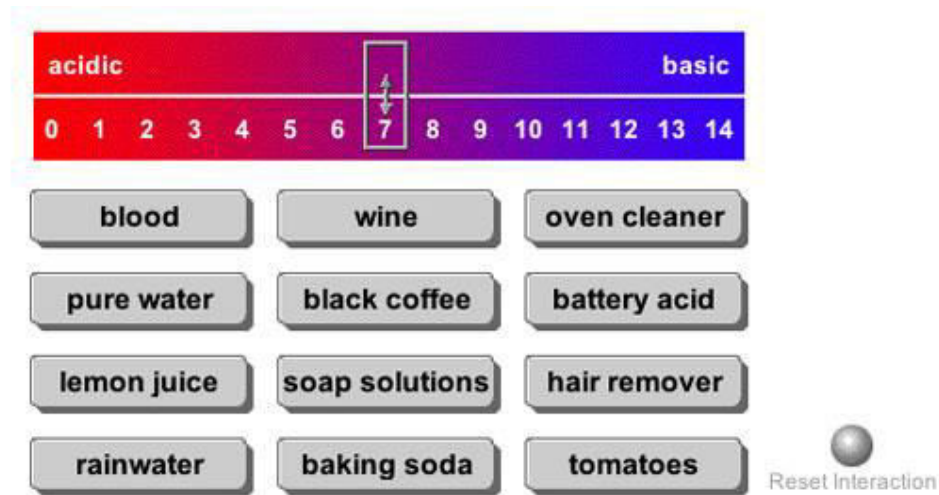 acidic basic
0 1 2 3 4 5 6 7 8 9 10 11 12 13 14
blood wine oven cleaner
pure water black coffee battery acid
lemon juice soap solutions hair remover
rainwater baking soda tomatoes
Reset Interaction